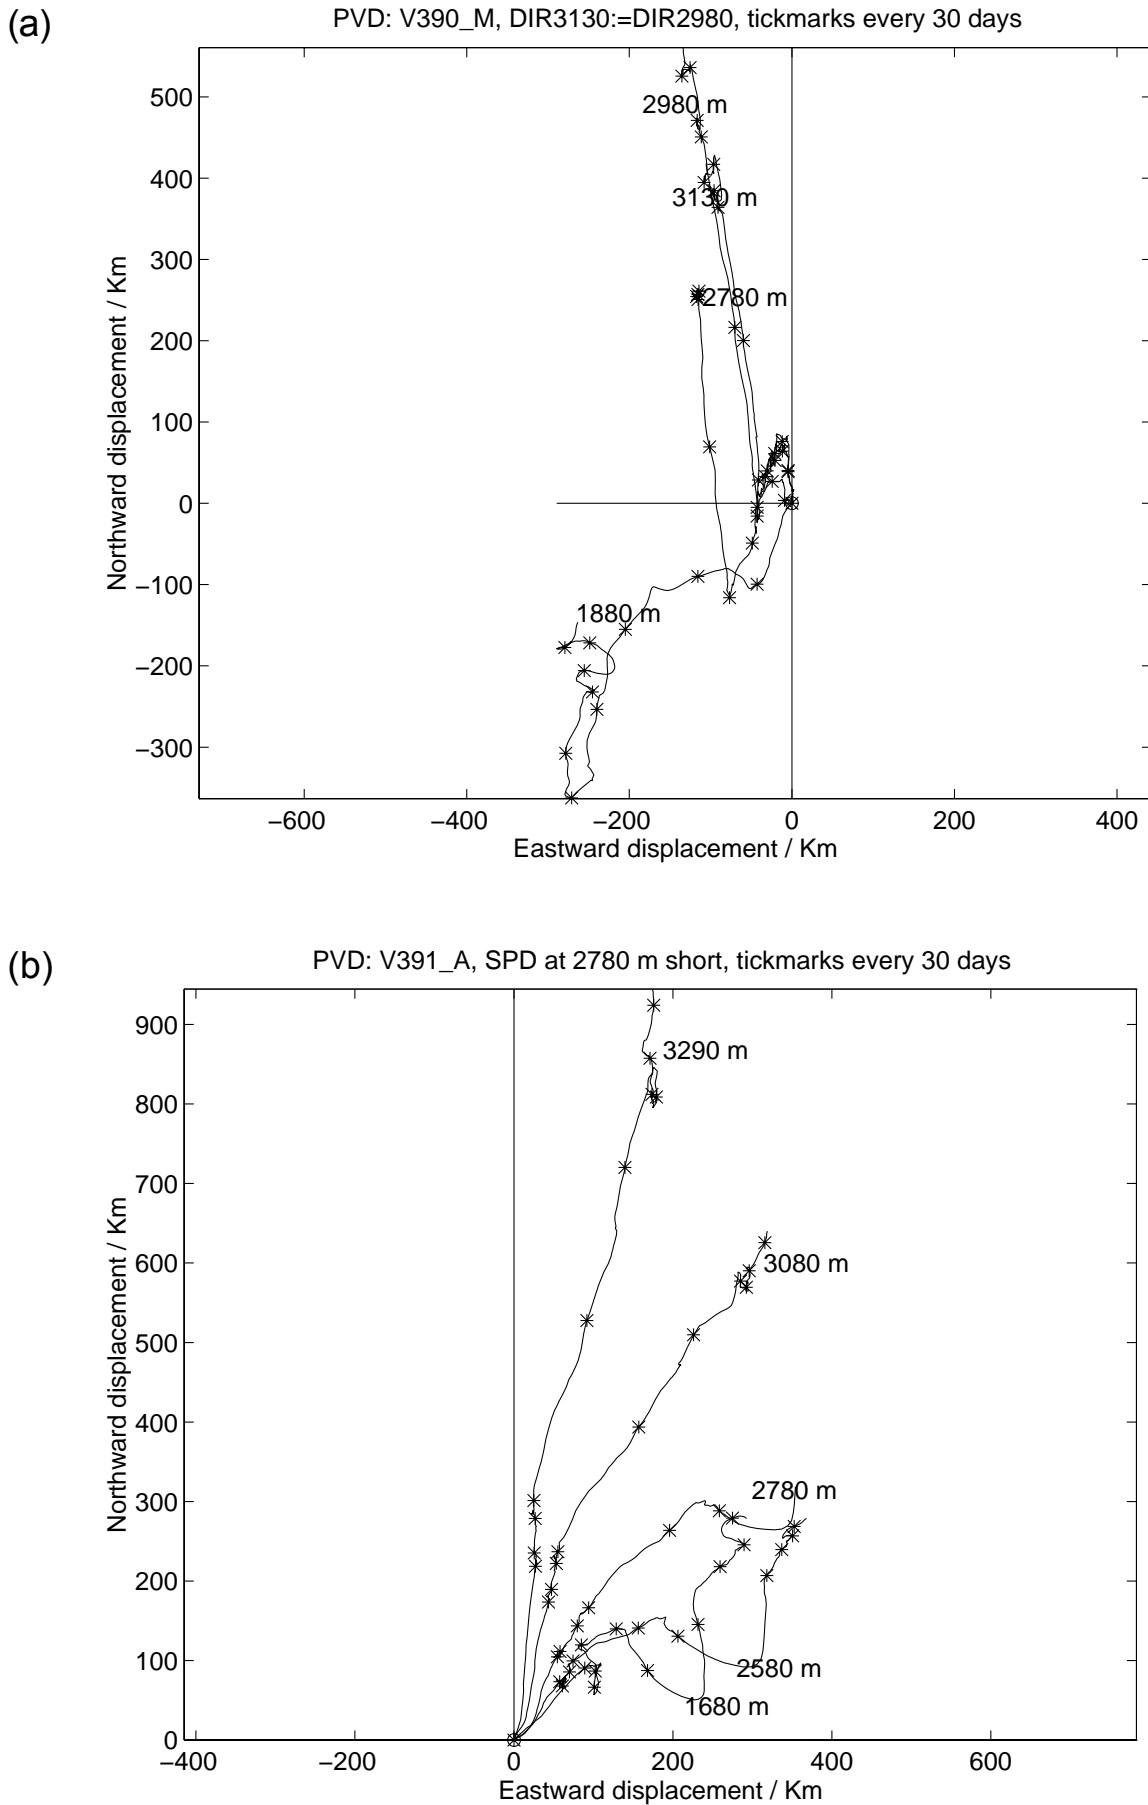 (a)
PVD: V390_M, DIR3130:=DIR2980, tickmarks every 30 days
500
400
300
200
100
0
−100
−200
−300
Northward displacement / Km
2980 m
3130 m
2780 m
1880 m
−600 −400 −200 0 200 400
Eastward displacement / Km
(b)
PVD: V391_A, SPD at 2780 m short, tickmarks every 30 days
900
800
700
600
500
400
300
200
100
0
Northward displacement / Km
3290 m
3080 m
2780 m
2580 m
1680 m
−400 −200 0 200 400 600
Eastward displacement / Km